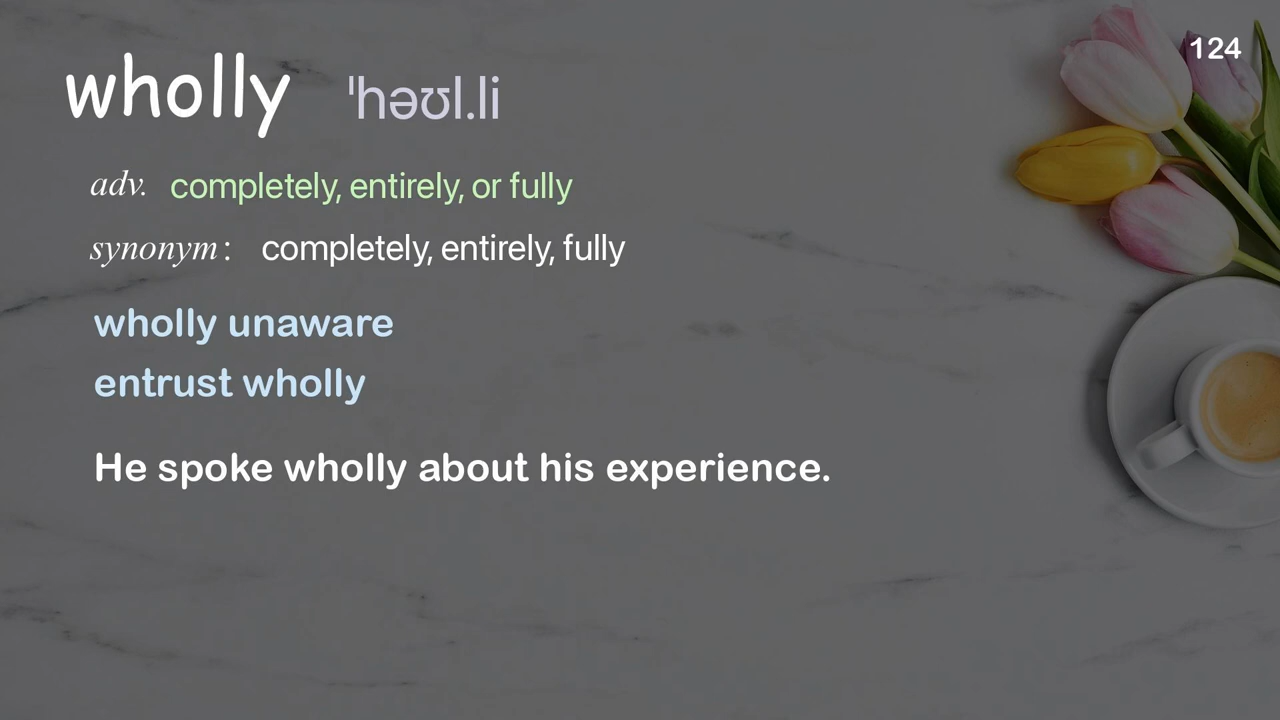 124
wholly ˈhəʊl.li
adv. completely, entirely, or fully
synonym: completely, entirely, fully
wholly unaware
entrust wholly
He spoke wholly about his experience.